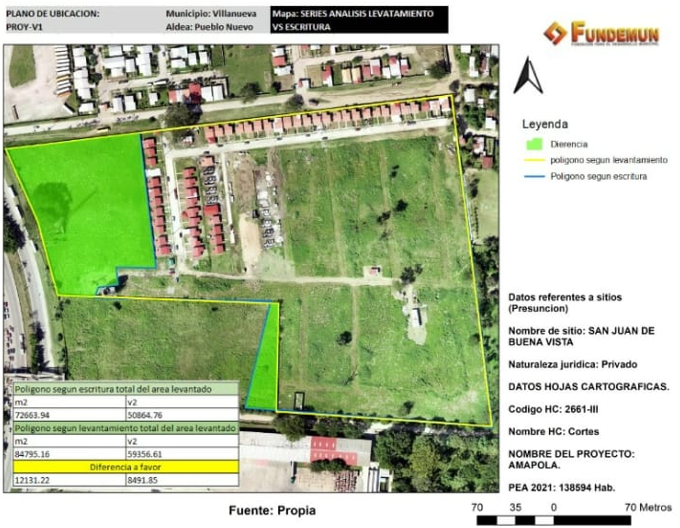 PLANO DE UBICACION:
PROY-V1
Municipio: Villanueva
Aldea: Pueblo Nuevo
Mapa: SERIES ANALISIS LEVATAMIENTO
VS ESCRITURA
FUNDEMUN
Leyenda
Dierencia
poligono segun levantamiento
Poligono segun escritura
Datos referentes a sitios
(Presuncion)
Nombre de sitio: SAN JUAN DE
BUENA VISTA
Naturaleza juridica: Privado
DATOS HOJAS CARTOGRAFICAS.
Codigo HC: 2661-III
Nombre HC: Cortes
NOMBRE DEL PROYECTO:
AMAPOLA.
PEA 2021: 138594 Hab.
Poligono segun escritura total del area levantado
m2 v2
72663.94 50864.76
Poligono segun levantamiento total del area levantado
m2 v2
84795.16 59356.61
Diferencia a favor
12131.22 8491.85
Fuente: Propia
70 35 0 70 Metros